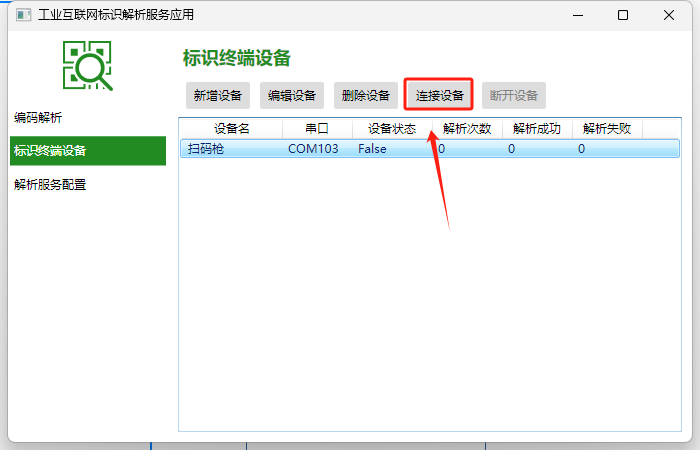 工业互联网标识解析服务应用
编码解析
标识终端设备
解析服务配置
标识终端设备
新增设备 编辑设备 删除设备 连接设备 断开设备
设备名 串口 设备状态 解析次数 解析成功 解析失败
扫码枪 COM103 False 0 0 0